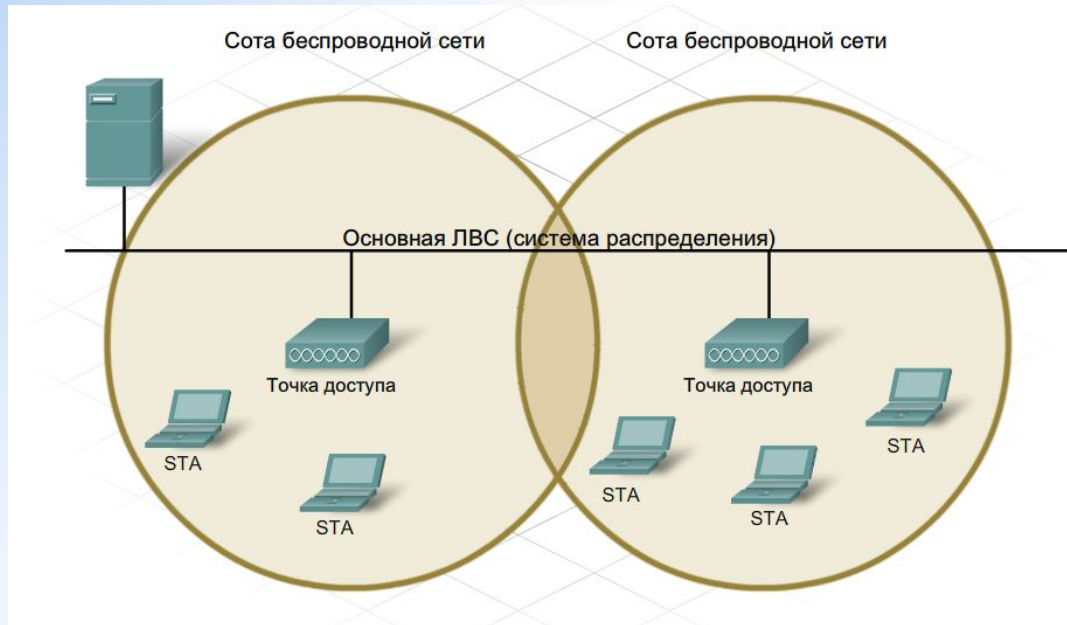 Сота беспроводной сети
Сота беспроводной сети
Основная ЛВС (система распределения)
Точка доступа
Точка доступа
STA
STA
STA
STA
STA